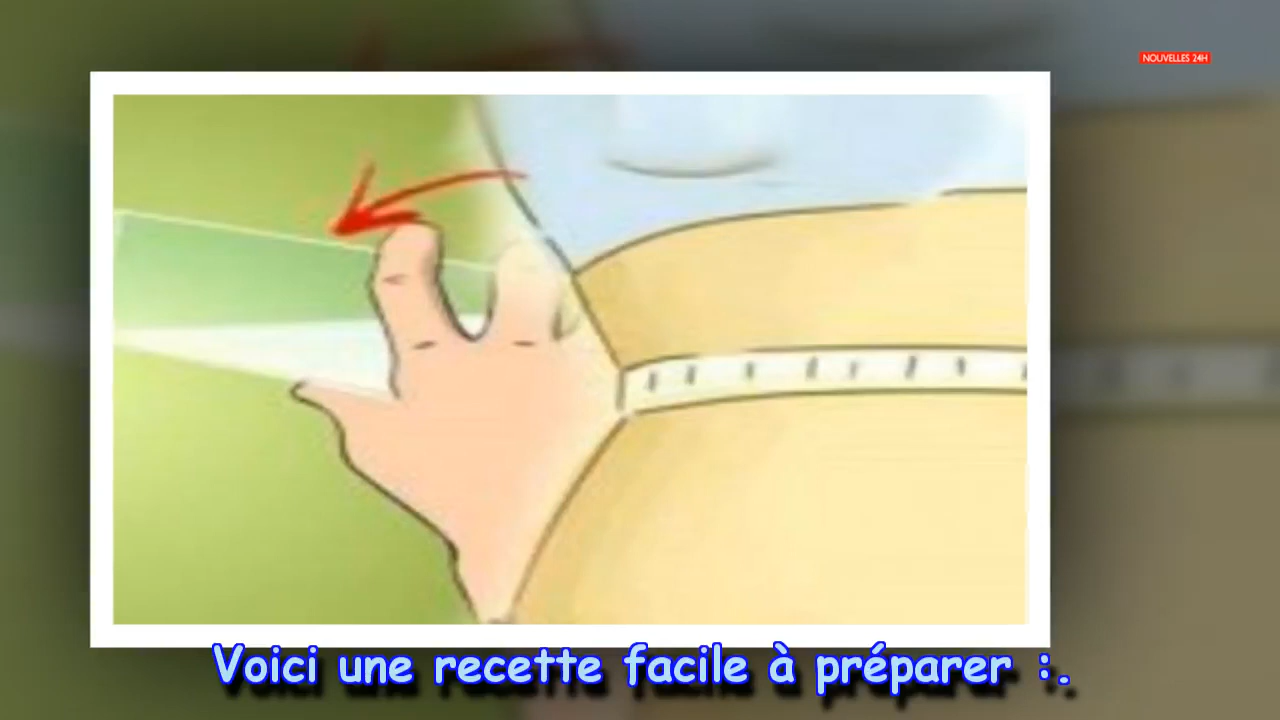 NOUVELLES 24H
Voici une recette facile à préparer :.